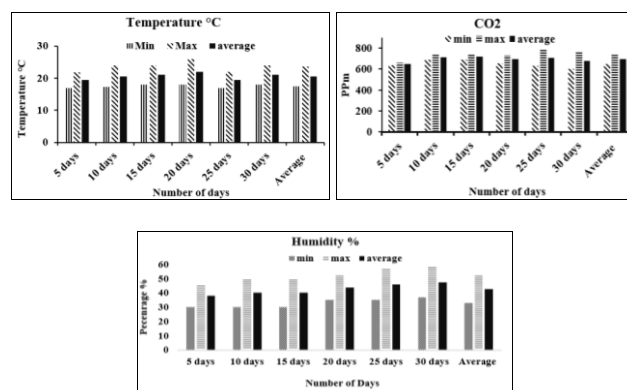 Temperature °C
Min Max average
30
20
10
0
Temperature °C
5 days 10 days 15 days 20 days 25 days 30 days Average
Number of days
CO2
min max average
800
600
400
200
0
PPm
5 days 10 days 15 days 20 days 25 days 30 days Average
Number of days
Humidity %
min max average
60
50
40
30
20
10
0
Pecenrage %
5 days 10 days 15 days 20 days 25 days 30 days Average
Number of Days